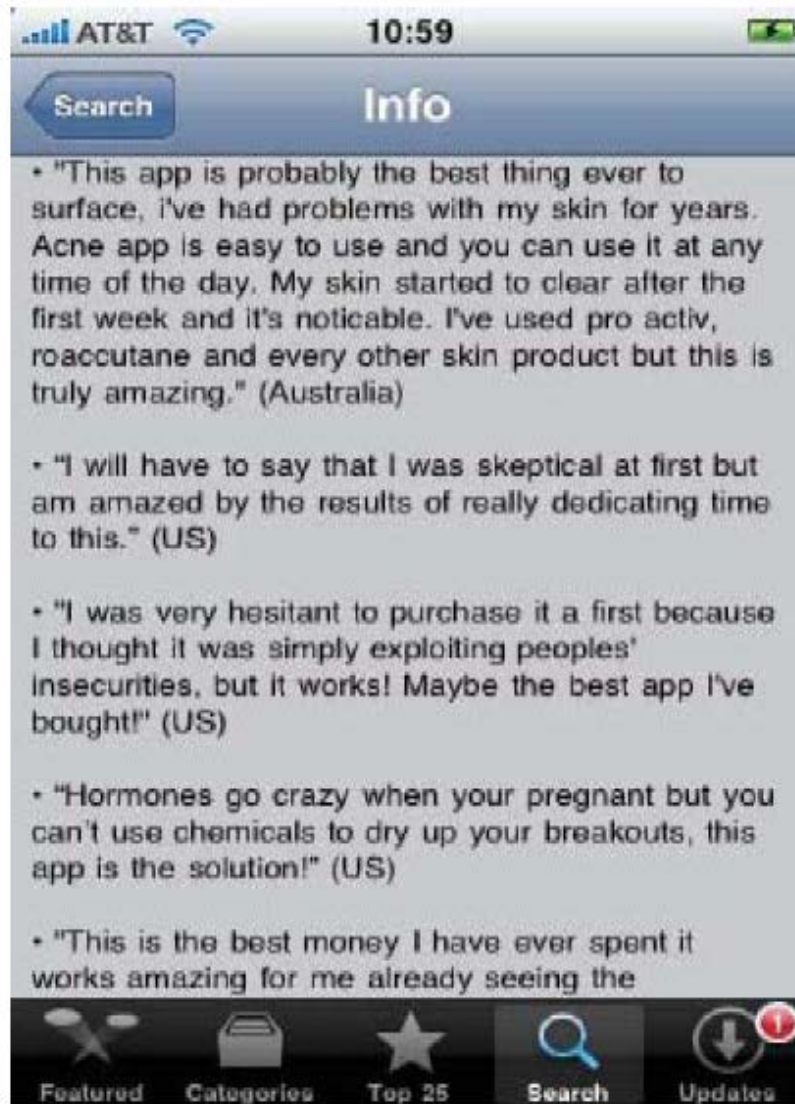 AT&T 10:59
Search Info
• "This app is probably the best thing ever to
surface, i've had problems with my skin for years.
Acne app is easy to use and you can use it at any
time of the day. My skin started to clear after the
first week and it's noticable. I've used pro activ,
roaccutane and every other skin product but this is
truly amazing." (Australia)
• "I will have to say that I was skeptical at first but
am amazed by the results of really dedicating time
to this." (US)
• "I was very hesitant to purchase it a first because
I thought it was simply exploiting peoples'
insecurities, but it works! Maybe the best app I've
bought!" (US)
• "Hormones go crazy when your pregnant but you
can't use chemicals to dry up your breakouts, this
app is the solution!" (US)
• "This is the best money I have ever spent it
works amazing for me already seeing the
1
Featured Categories Top 25 Search Updates